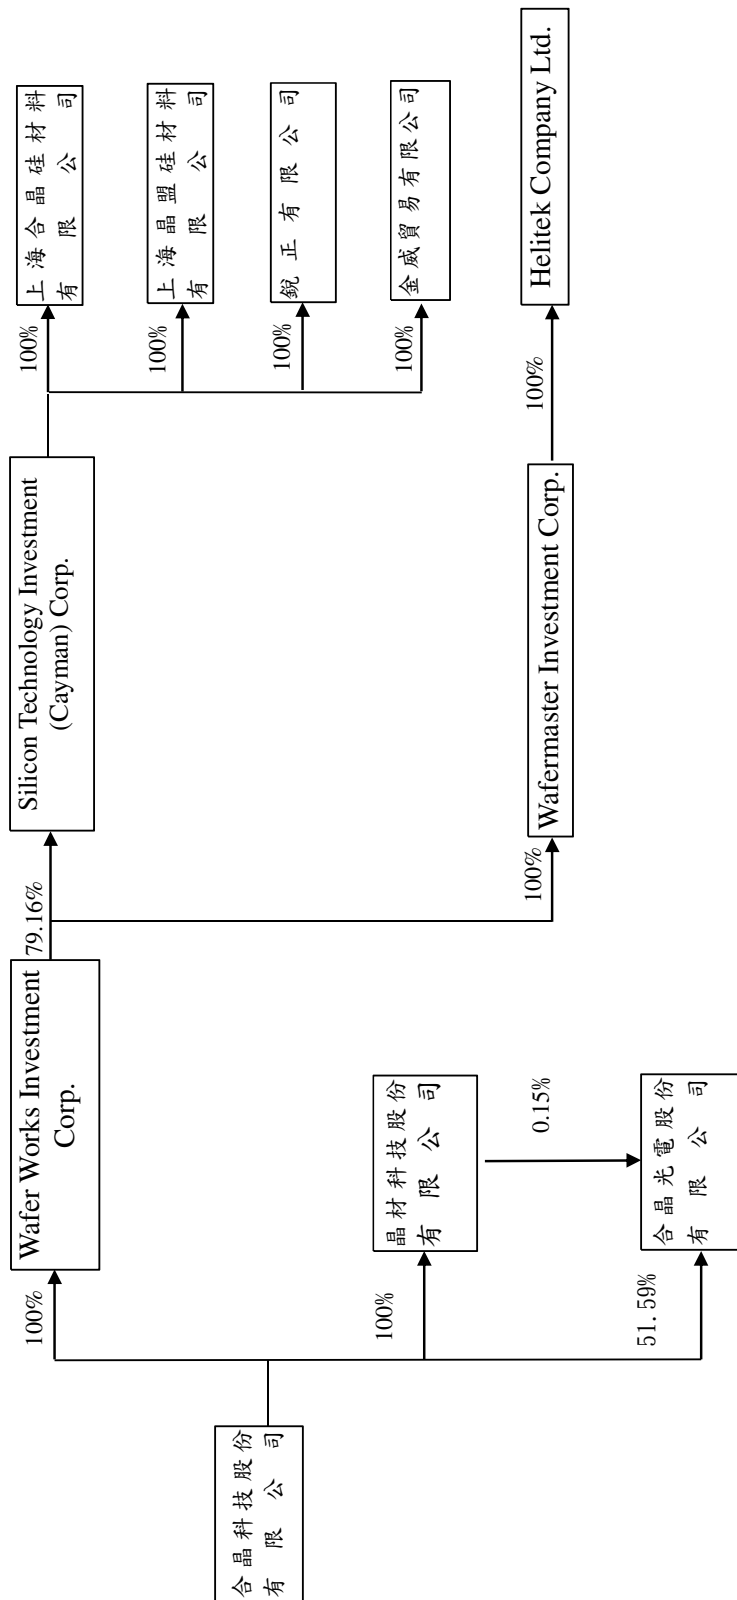 合晶科技股份
有限公司
100%
Wafer Works Investment
Corp.
100%
晶材科技股份
有限公司
51.59%
合晶光電股份
有限公司
0.15%
79.16%
Silicon Technology Investment
(Cayman) Corp.
100%
Wafermaster Investment Corp.
100%
上海合晶硅材料
有限公司
100%
上海晶盟硅材料
有限公司
100%
銳正有限公司
100%
金威貿易有限公司
100%
Helitek Company Ltd.